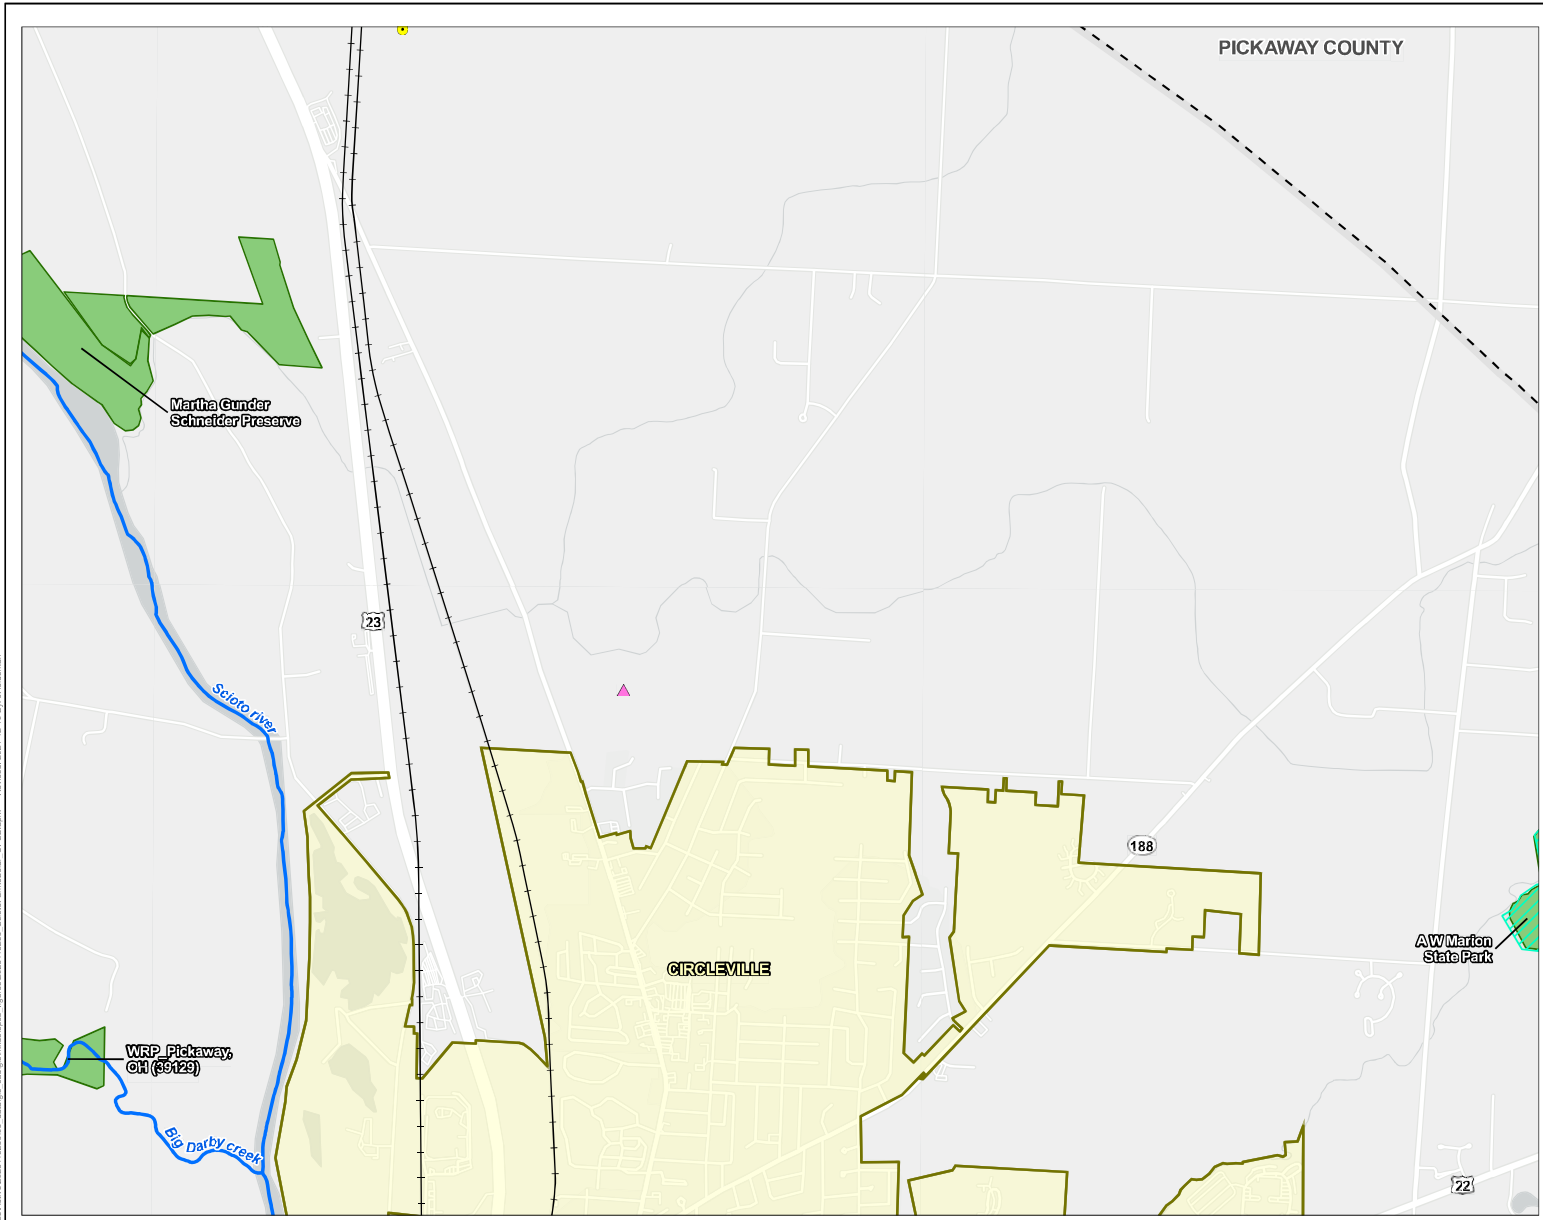 PICKAWAY COUNTY
Martha Gunder
Schneider Preserve
23
Scioto river
188
CIRCLEVILLE
A W Marion
State Park
WRP_Pickaway,
OH (39129)
Big Darby creek
22